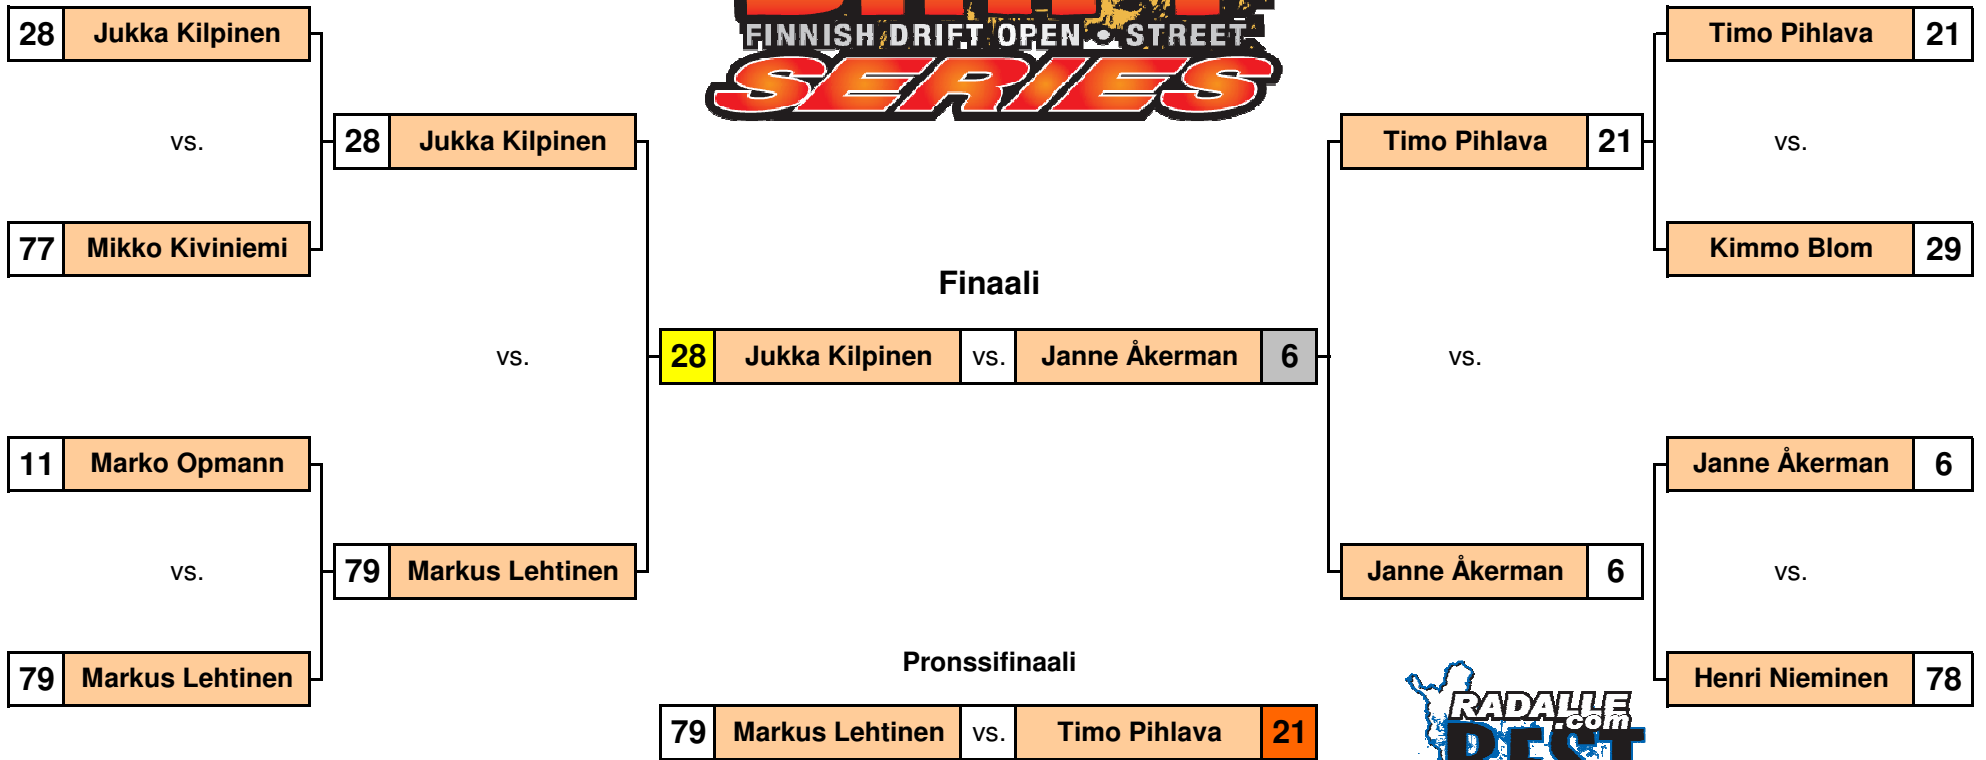 FINNISH DRIFT OPEN • STREET
SERIES
28 Jukka Kilpinen
vs.
77 Mikko Kiviniemi
28 Jukka Kilpinen
11 Marko Opmann
vs.
79 Markus Lehtinen
79 Markus Lehtinen
vs.
Finaali
28 Jukka Kilpinen vs. Janne Åkerman 6
Pronssifinaali
79 Markus Lehtinen vs. Timo Pihlava 21
Timo Pihlava 21
vs.
Janne Åkerman 6
Timo Pihlava 21
vs.
Kimmo Blom 29
Janne Åkerman 6
vs.
Henri Nieminen 78
RADALLE
.com